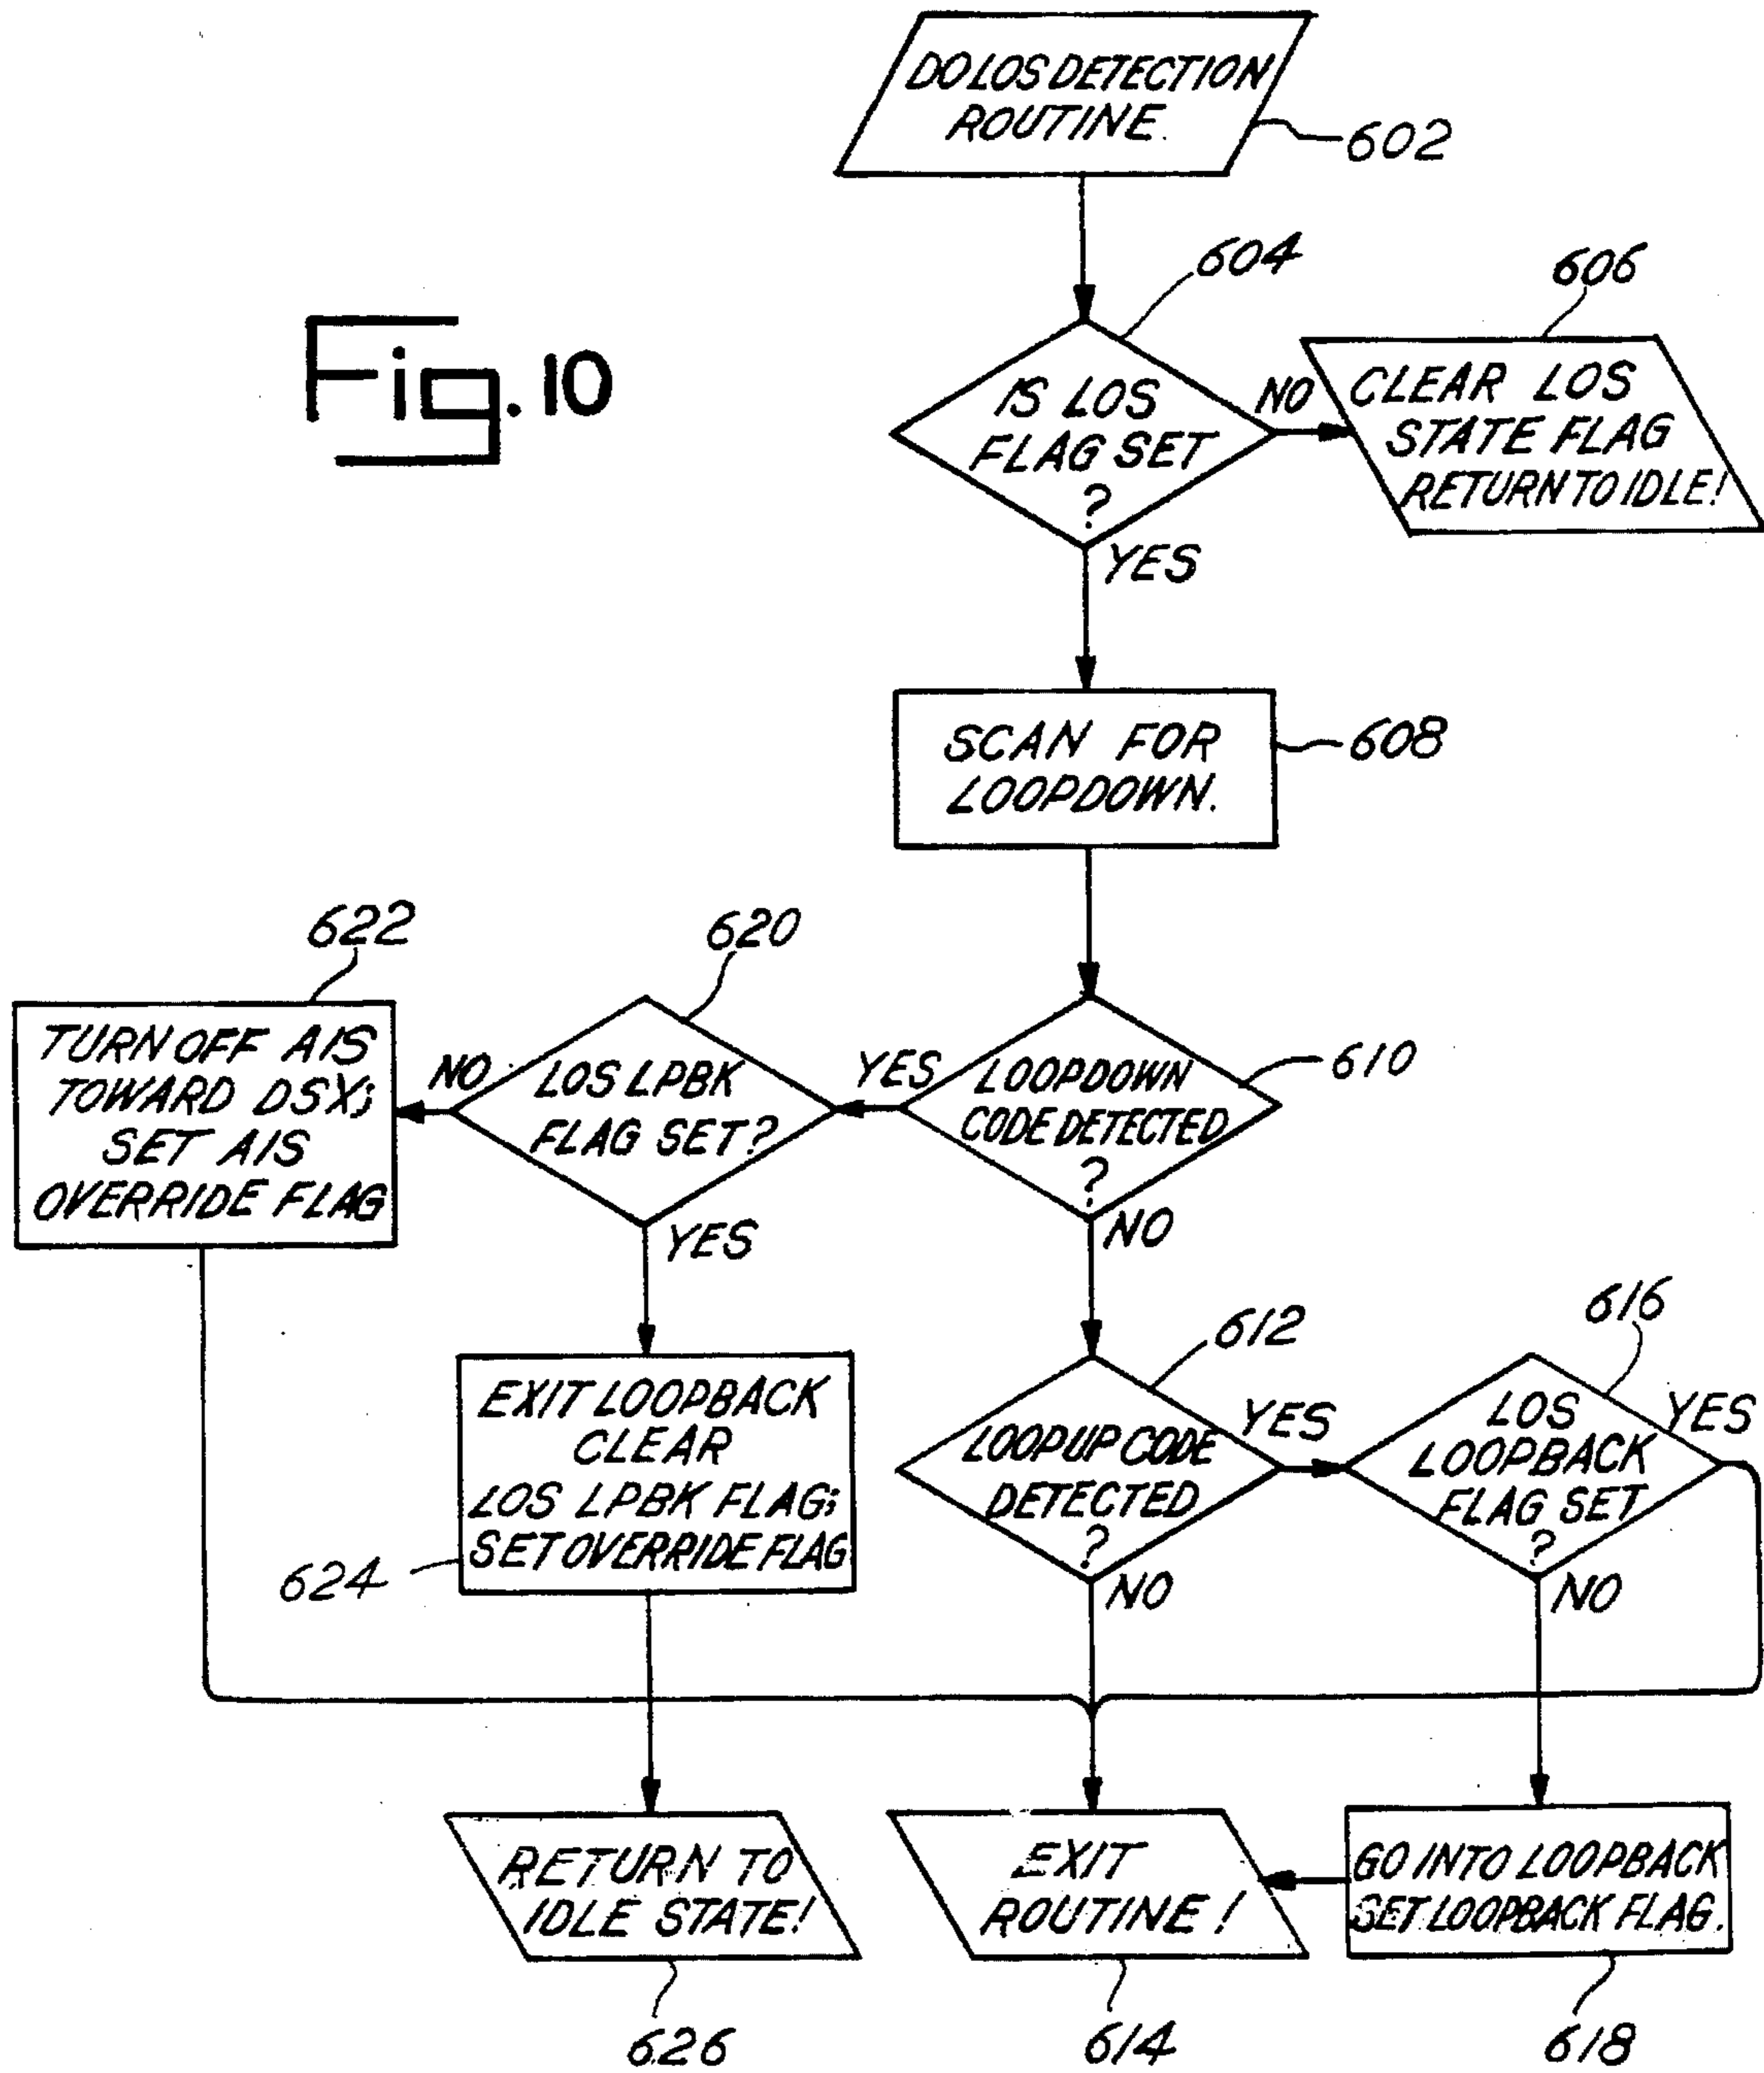 DO LOS DETECTION
ROUTINE.
602
604
606
Fig. 10
IS LOS
FLAG SET
?
NO
CLEAR LOS
STATE FLAG
RETURN TO IDLE!
YES
SCAN FOR
LOOPDOWN.
608
622
620
TURN OFF AIS
TOWARD DSX;
SET AIS
OVERRIDE FLAG
NO
LOS LPBK
FLAG SET?
YES
LOOPDOWN
CODE DETECTED
?
610
YES
NO
612
616
EXIT LOOPBACK
CLEAR
LOS LPBK FLAG;
SET OVERRIDE FLAG
624
LOOPUP CODE
DETECTED
?
YES
LOS
LOOPBACK
FLAG SET
?
YES
NO
NO
RETURN TO
IDLE STATE!
EXIT
ROUTINE!
GO INTO LOOPBACK
SET LOOPBACK FLAG.
626
614
618